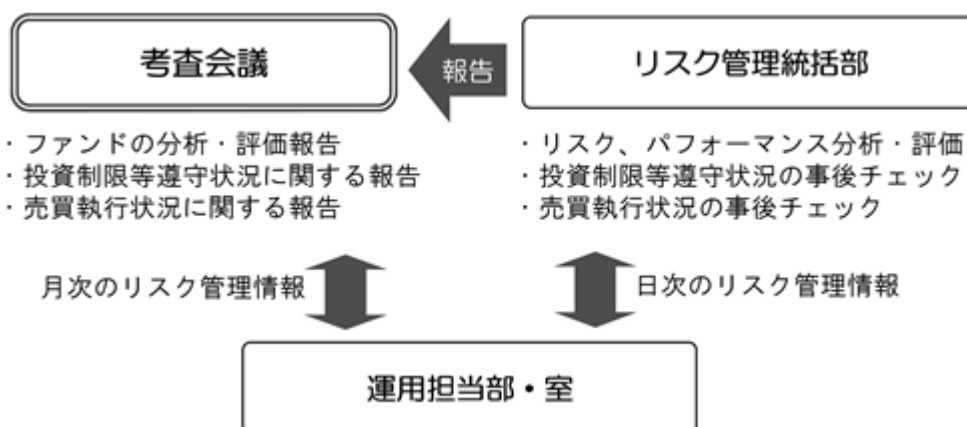 考査会議
報告
リスク管理統括部
・ファンドの分析・評価報告
・投資制限等遵守状況に関する報告
・売買執行状況に関する報告
・リスク、パフォーマンス分析・評価
・投資制限等遵守状況の事後チェック
・売買執行状況の事後チェック
月次のリスク管理情報
日次のリスク管理情報
運用担当部・室